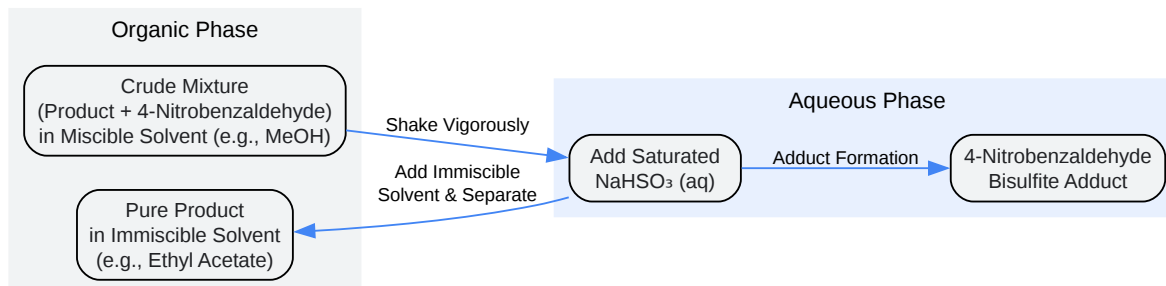 Organic Phase
Crude Mixture
(Product + 4-Nitrobenzaldehyde)
in Miscible Solvent (e.g., MeOH)
Shake Vigorously
Add Immiscible
Solvent & Separate
Pure Product
in Immiscible Solvent
(e.g., Ethyl Acetate)
Aqueous Phase
Add Saturated
NaHSO₃ (aq)
Adduct Formation
4-Nitrobenzaldehyde
Bisulfite Adduct